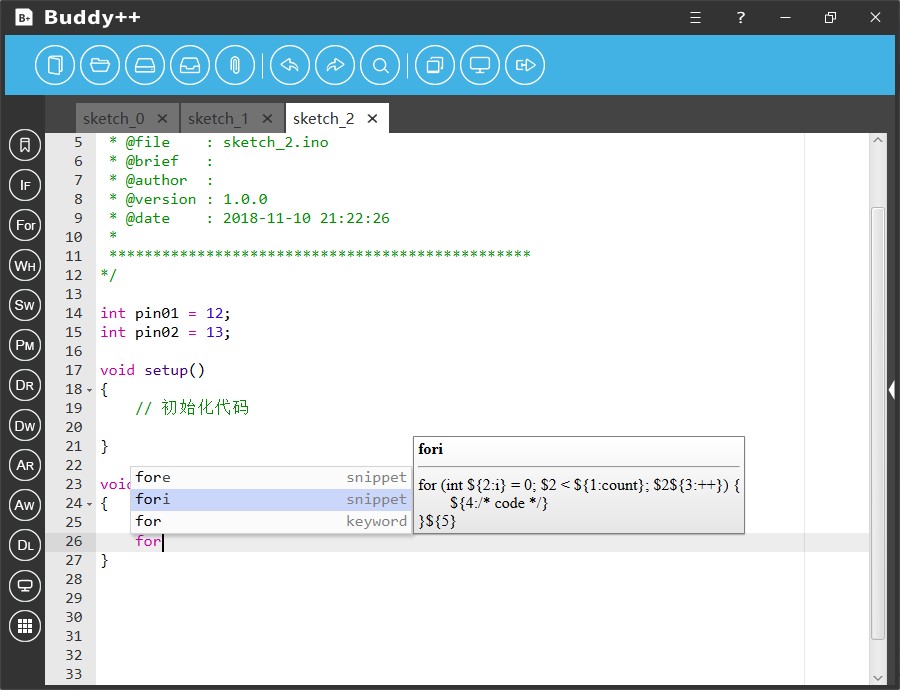 B+ Buddy++ ?
sketch_0 × sketch_1 × sketch_2 ×
5 * @file : sketch_2.ino
6 * @brief :
7 * @author :
8 * @version : 1.0.0
9 * @date : 2018-11-10 21:22:26
10 *
11 ************************************************
12 */
13
14 int pin01 = 12;
15 int pin02 = 13;
16
17 void setup()
18 {
19 // 初始化代码
20
21 }
22
23 void
24 {
25
26 for
27 }
28
29
30
31
32
33
fore snippet
fori snippet
for keyword
fori
for (int ${2:i} = 0; $2 < ${1:count}; $2${3:++}) {
${4:/* code */}
}${5}
IF
For
WH
SW
PM
DR
DW
AR
AW
DL